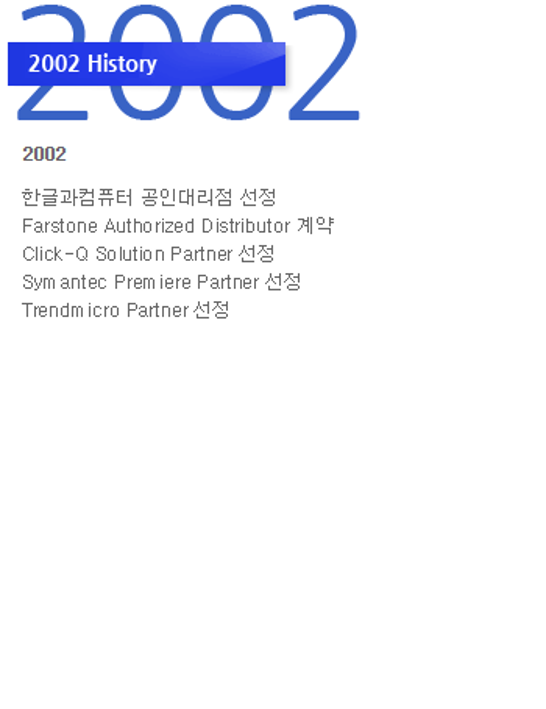 2002
2002 History
2002
한글과컴퓨터 공인대리점 선정
Farstone Authorized Distributor 계약
Click-Q Solution Partner 선정
Symantec Premiere Partner 선정
Trendmicro Partner 선정